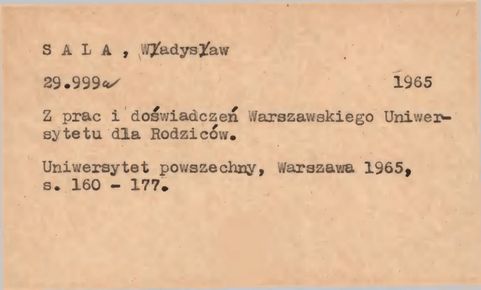 S A L A , Władysław
29.999a 1965
Z prac i doświadczeń Warszawskiego Uniwer-
sytetu dla Rodziców.
Uniwersytet powszechny, Warszawa 1965,
s. 160 - 177.